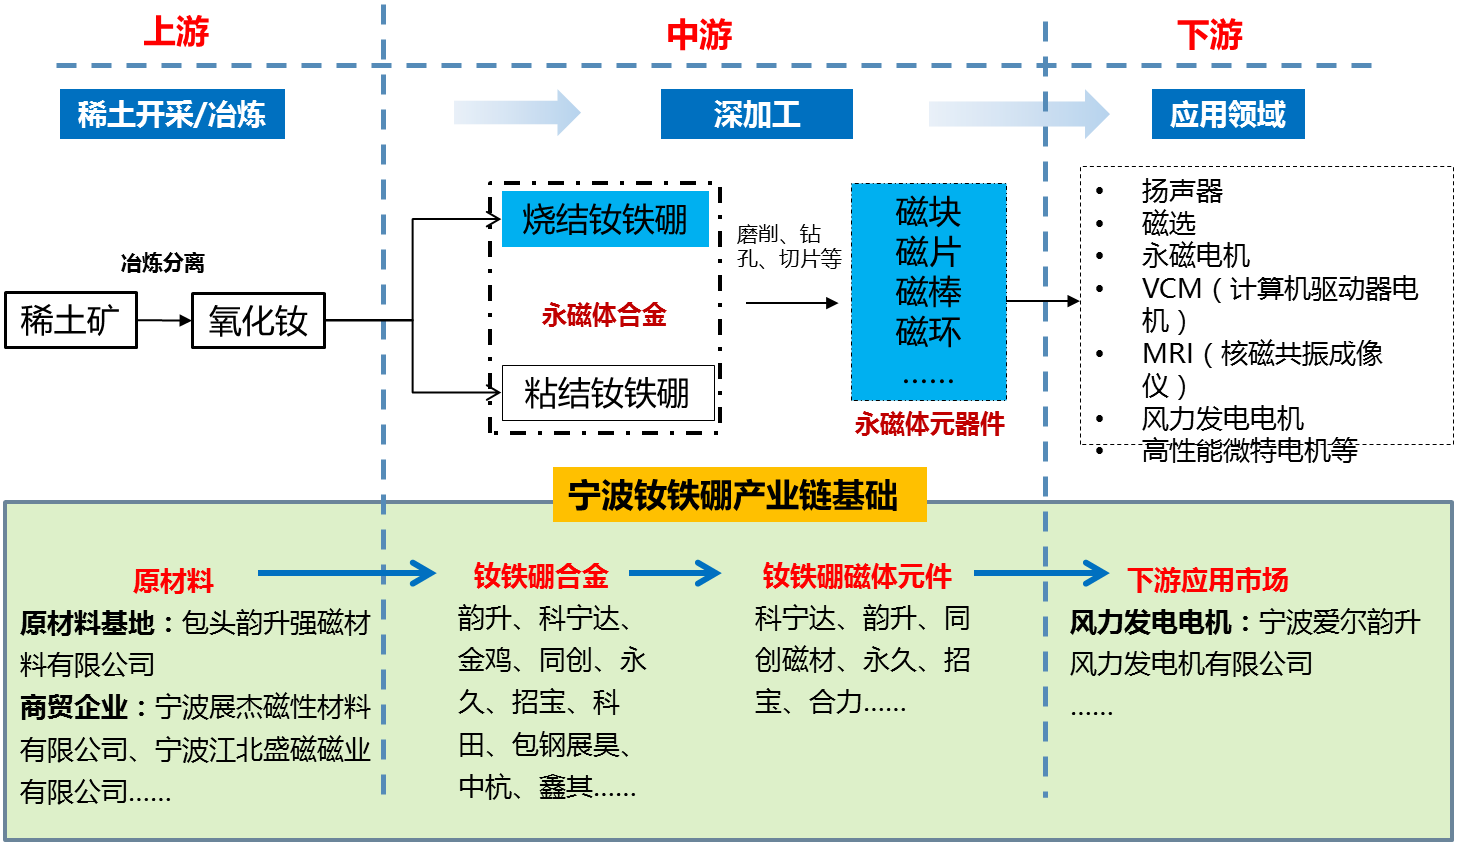 上游
中游
下游
稀土开采/冶炼
深加工
应用领域
冶炼分离
稀土矿
氧化钕
烧结钕铁硼
永磁体合金
粘结钕铁硼
磨削、钻
孔、切片等
磁块
磁片
磁棒
磁环
......
永磁体元器件
• 扬声器
• 磁选
• 永磁电机
• VCM（计算机驱动器电
机）
• MRI（核磁共振成像
仪）
• 风力发电电机
• 高性能微特电机等
宁波钕铁硼产业链基础
原材料
原材料基地：包头韵升强磁材
料有限公司
商贸企业：宁波展杰磁性材料
有限公司、宁波江北盛磁磁业
有限公司......
钕铁硼合金
韵升、科宁达、
金鸡、同创、永
久、招宝、科
田、包钢展昊、
中杭、鑫其......
钕铁硼磁体元件
科宁达、韵升、同
创磁材、永久、招
宝、合力......
下游应用市场
风力发电电机：宁波爱尔韵升
风力发电机有限公司
......